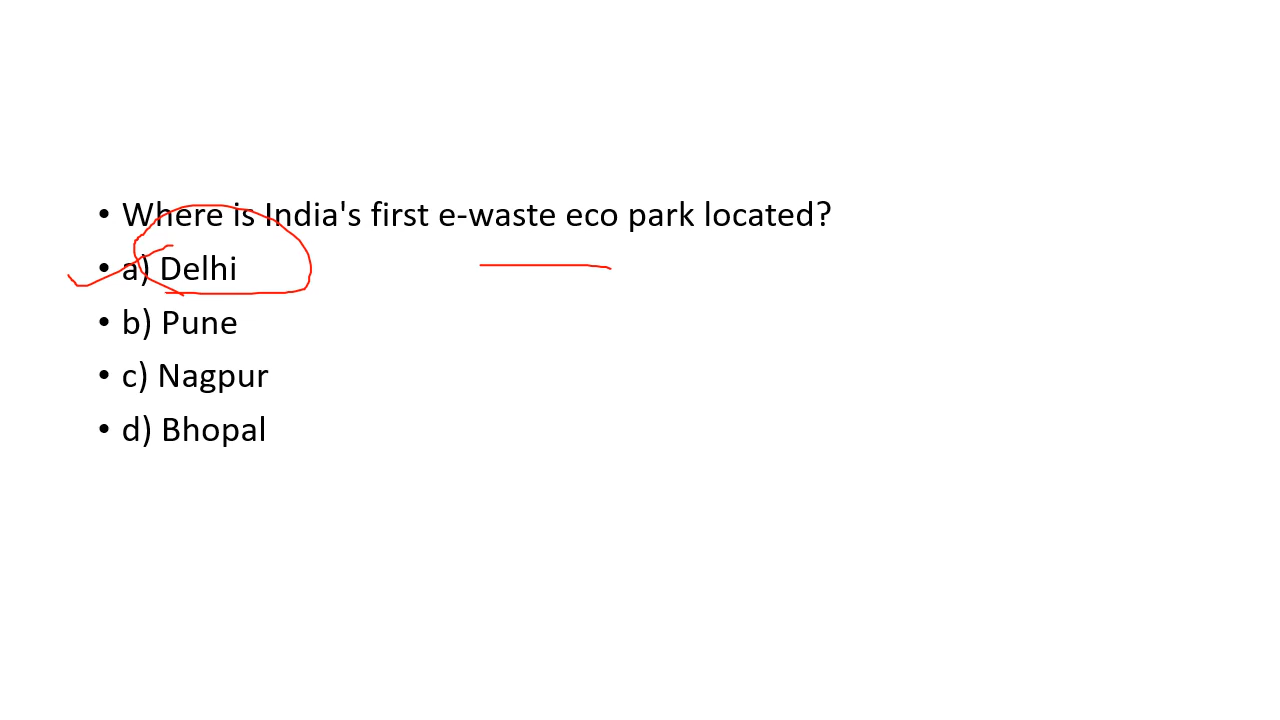 • Where is India's first e-waste eco park located?
• a) Delhi
• b) Pune
• c) Nagpur
• d) Bhopal